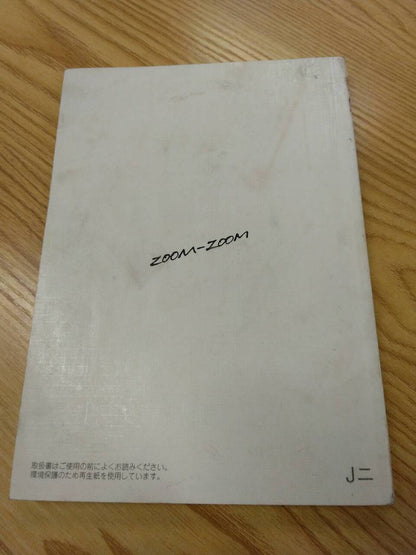 ZOOM-ZOOM
取扱書はご使用の前によくお読みください。
環境保護のため再生紙を使用しています。
Jニ